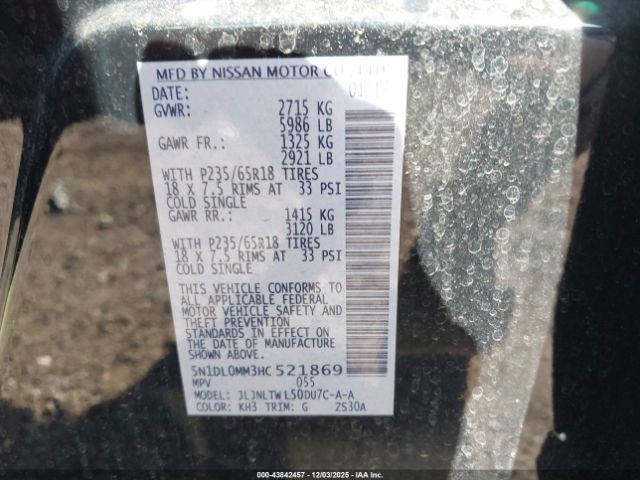 MFD BY NISSAN MOTOR CO., LTD
DATE:
GVWR: 2715 KG
5986 LB
GAWR FR.: 1325 KG
2921 LB
WITH P235/65R18 TIRES
18 X 7.5 RIMS AT 33 PSI
COLD SINGLE
GAWR RR.: 1415 KG
3120 LB
WITH P235/65R18 TIRES
18 X 7.5 RIMS AT 33 PSI
COLD SINGLE
THIS VEHICLE CONFORMS TO
ALL APPLICABLE FEDERAL
MOTOR VEHICLE SAFETY AND
THEFT PREVENTION
STANDARDS IN EFFECT ON
THE DATE OF MANUFACTURE
SHOWN ABOVE.
5N1DL0MM3HC 521869
MPV 055
MODEL: JLJNLTW L50DU7C-A-A
COLOR: KH3 TRIM: G ZS30A
000-43842457 - 12/03/2025 - IAA